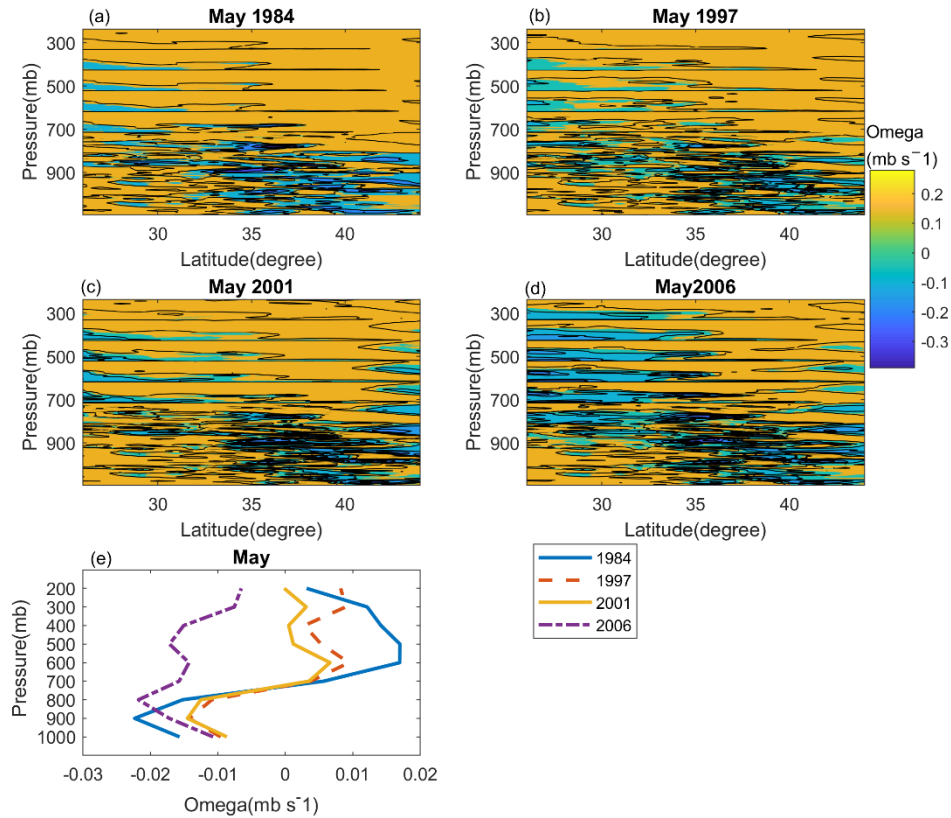 (a) May 1984
(b) May 1997
300
500
700
900
Pressure(mb)
30 35 40
Latitude(degree)
300
500
700
900
Pressure(mb)
30 35 40
Latitude(degree)
Omega
(mb s⁻1)
0.2
0.1
0
-0.1
-0.2
-0.3
(c) May 2001
(d) May2006
300
500
700
900
Pressure(mb)
30 35 40
Latitude(degree)
300
500
700
900
Pressure(mb)
30 35 40
Latitude(degree)
(e) May
200
300
400
500
600
700
800
900
1000
Pressure(mb)
-0.03 -0.02 -0.01 0 0.01 0.02
Omega(mb s⁻¹)
1984
1997
2001
2006